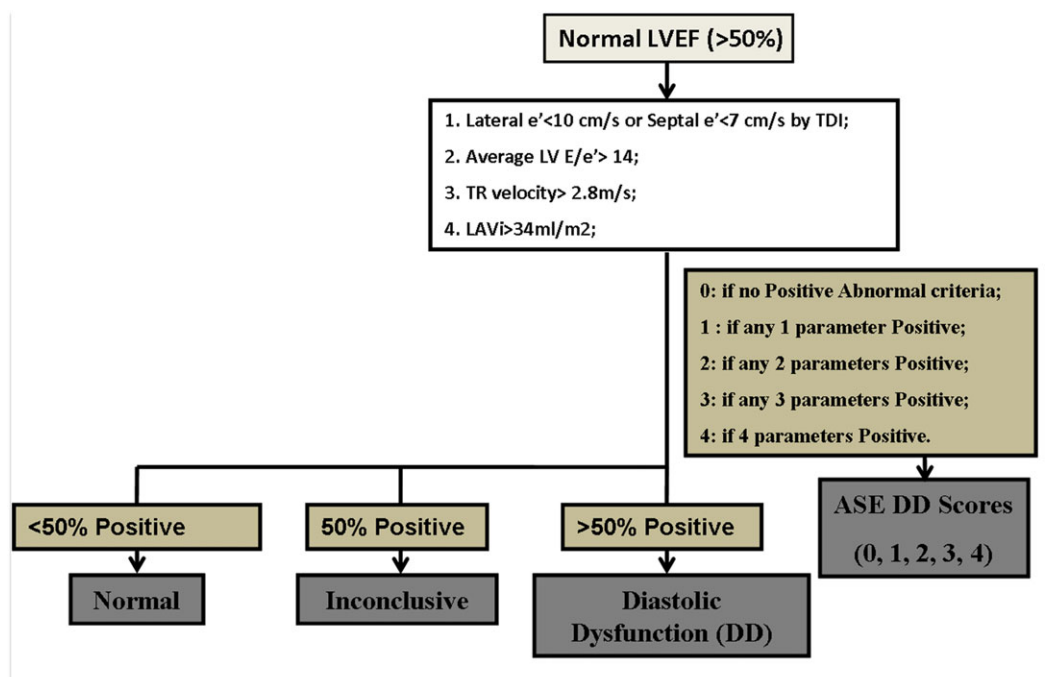 Normal LVEF (>50%)
1. Lateral e’<10 cm/s or Septal e’<7 cm/s by TDI;
2. Average LV E/e’> 14;
3. TR velocity> 2.8m/s;
4. LAVi>34ml/m2;
0: if no Positive Abnormal criteria;
1 : if any 1 parameter Positive;
2: if any 2 parameters Positive;
3: if any 3 parameters Positive;
4: if 4 parameters Positive.
ASE DD Scores
(0, 1, 2, 3, 4)
<50% Positive
50% Positive
>50% Positive
Normal
Inconclusive
Diastolic
Dysfunction (DD)